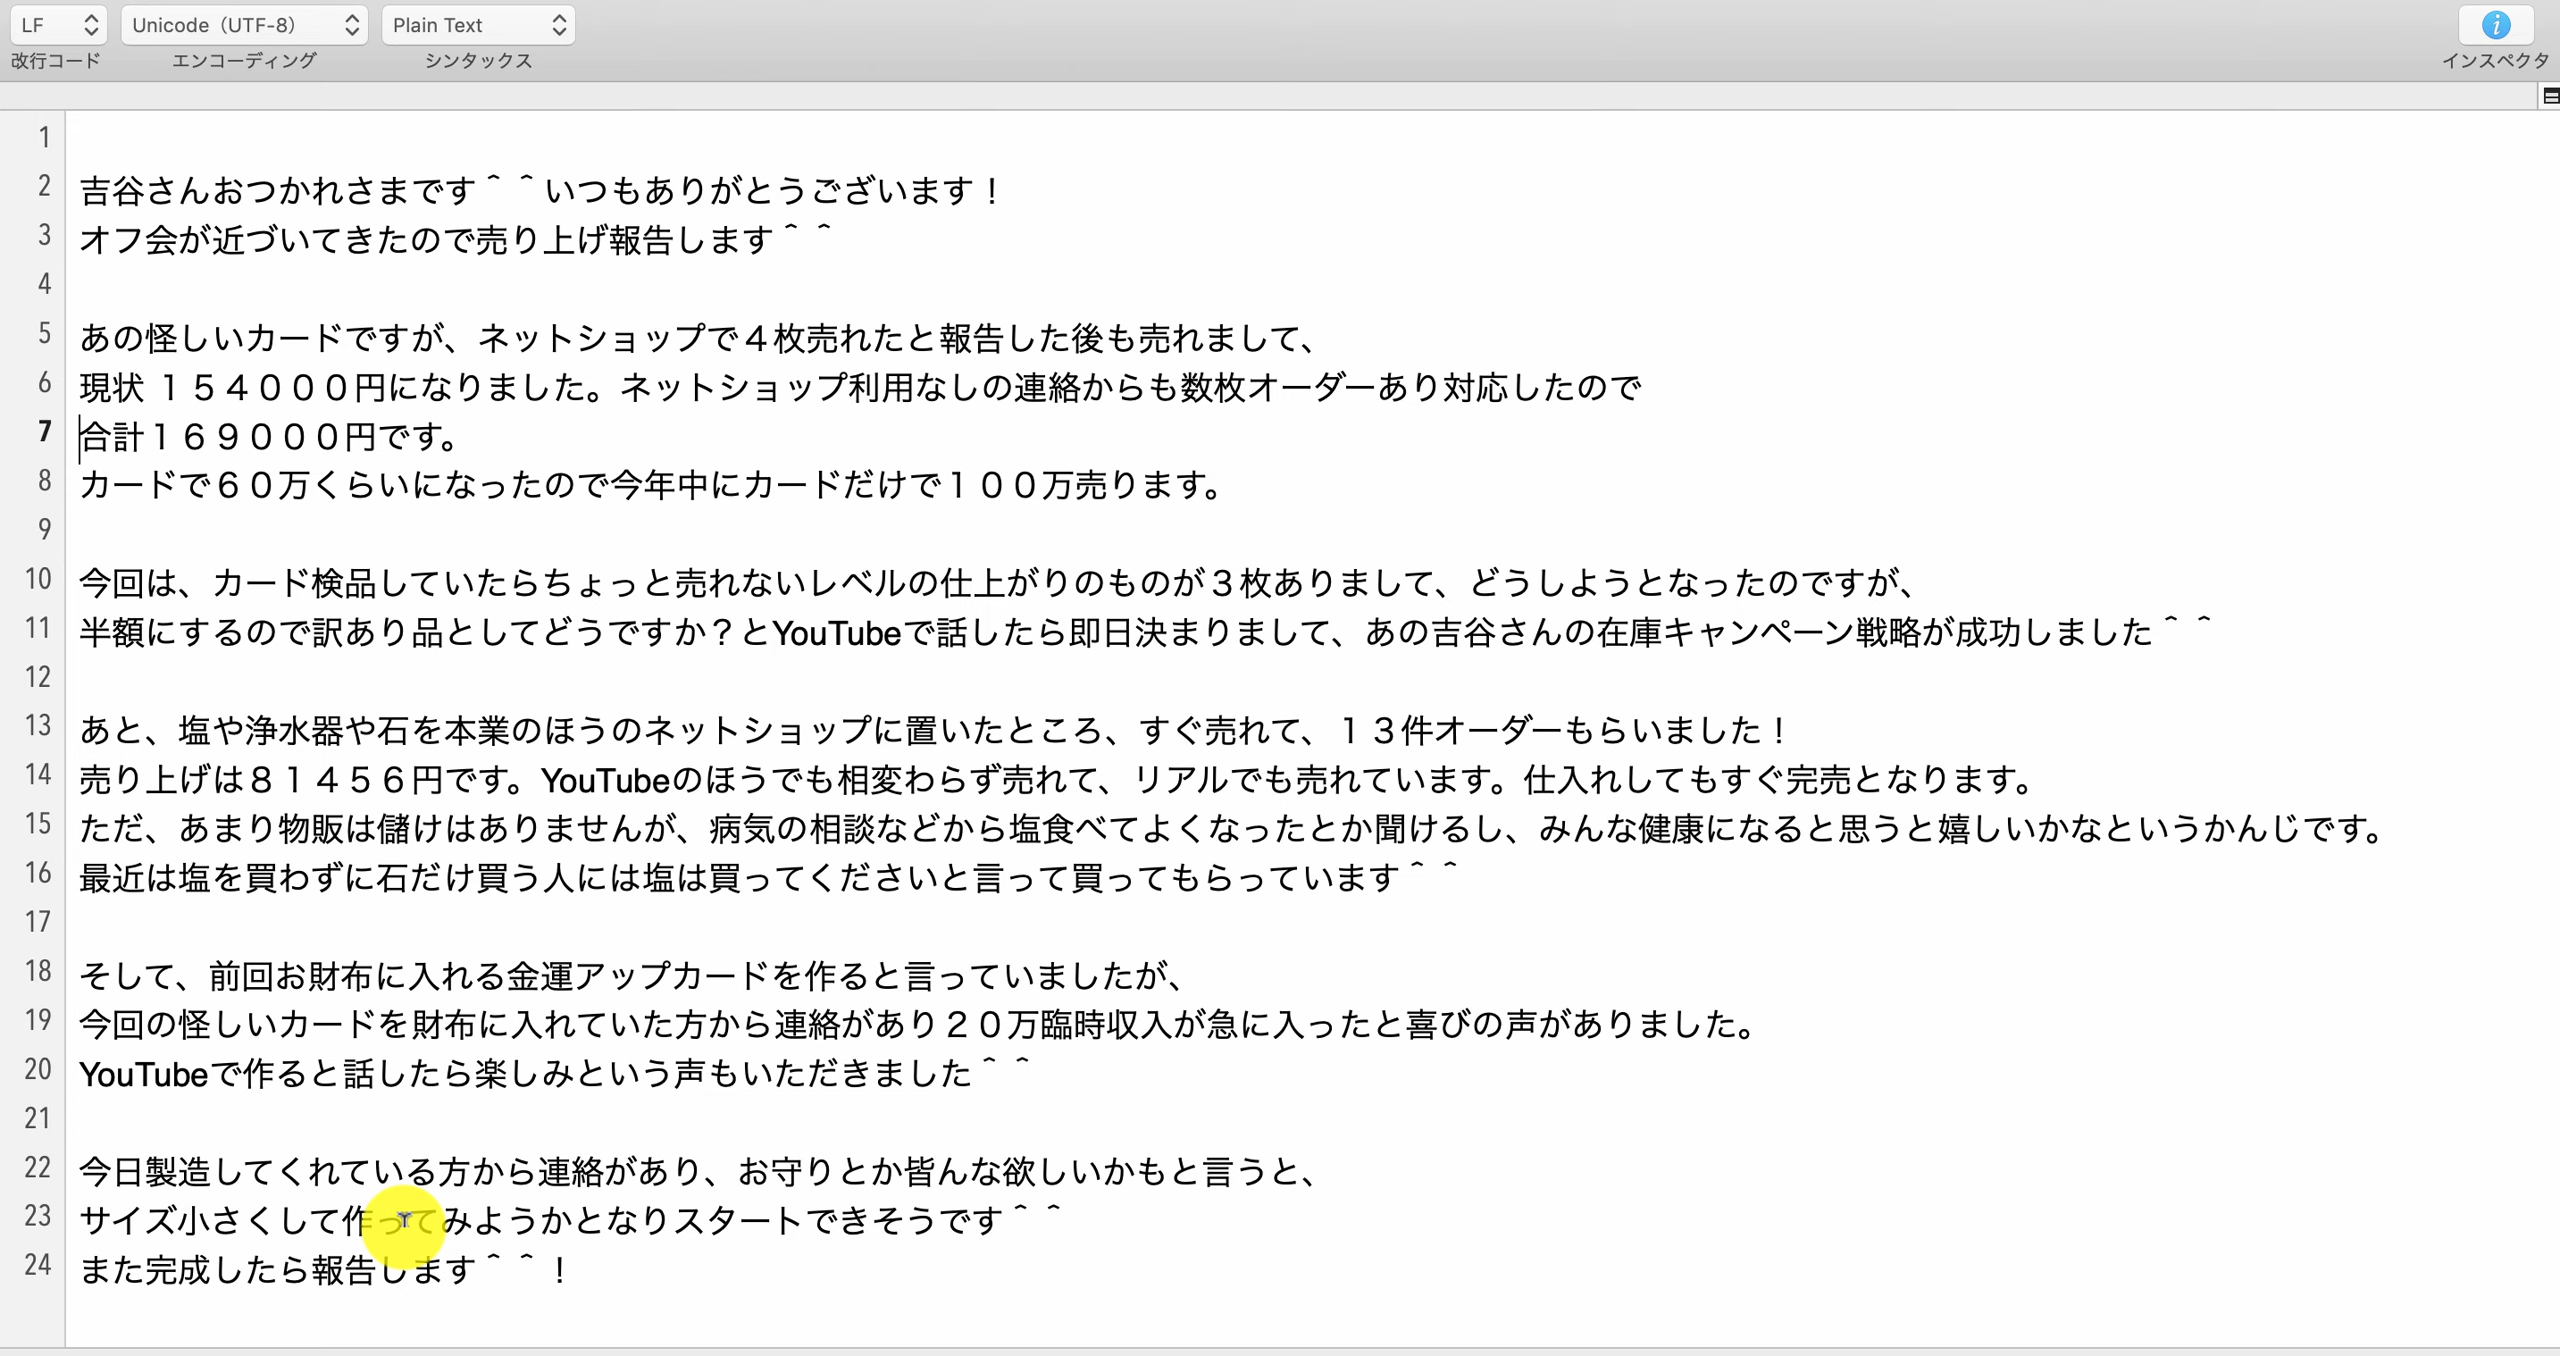 LF
Unicode（UTF-8）
Plain Text
改行コード
エンコーディング
シンタックス
インスペクタ
1
2 吉谷さんおつかれさまです＾＾いつもありがとうございます！
3 オフ会が近づいてきたので売り上げ報告します＾＾
4
5 あの怪しいカードですが、ネットショップで４枚売れたと報告した後も売れまして、
6 現状 １５４０００円になりました。ネットショップ利用なしの連絡からも数枚オーダーあり対応したので
7 合計１６９０００円です。
8 カードで６０万くらいになったので今年中にカードだけで１００万売ります。
9
10 今回は、カード検品していたらちょっと売れないレベルの仕上がりのものが３枚ありまして、どうしようとなったのですが、
11 半額にするので訳あり品としてどうですか？とYouTubeで話したら即日決まりまして、あの吉谷さんの在庫キャンペーン戦略が成功しました＾＾
12
13 あと、塩や浄水器や石を本業のほうのネットショップに置いたところ、すぐ売れて、１３件オーダーもらいました！
14 売り上げは８１４５６円です。YouTubeのほうでも相変わらず売れて、リアルでも売れています。仕入れしてもすぐ完売となります。
15 ただ、あまり物販は儲けはありませんが、病気の相談などから塩食べてよくなったとか聞けるし、みんな健康になると思うと嬉しいかなというかんじです。
16 最近は塩を買わずに石だけ買う人には塩は買ってくださいと言って買ってもらっています＾＾
17
18 そして、前回お財布に入れる金運アップカードを作ると言っていましたが、
19 今回の怪しいカードを財布に入れていた方から連絡があり２０万臨時収入が急に入ったと喜びの声がありました。
20 YouTubeで作ると話したら楽しみという声もいただきました＾＾
21
22 今日製造してくれている方から連絡があり、お守りとか皆んな欲しいかもと言うと、
23 サイズ小さくして作ってみようかとなりスタートできそうです＾＾
24 また完成したら報告します＾＾！